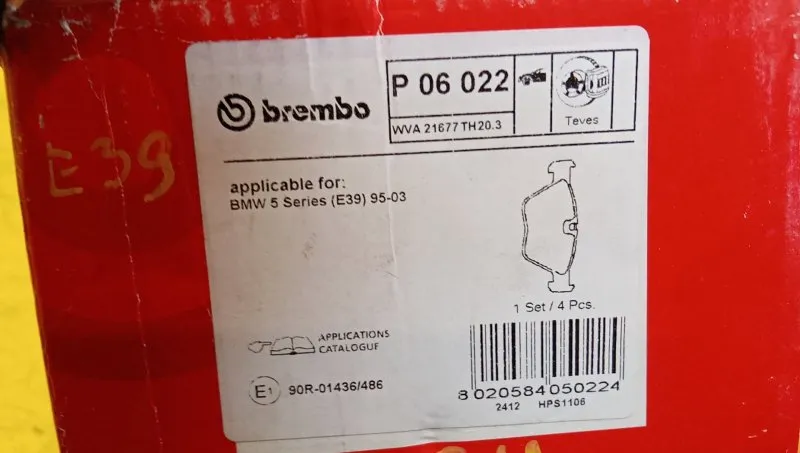 E39
brembo
P 06 022
WVA 21677 TH20.3
Teves
applicable for:
BMW 5 Series (E39) 95-03
1 Set / 4 Pcs.
APPLICATIONS
CATALOGUE
E1
90R-01436/486
8 020584 050224
2412 HPS1106